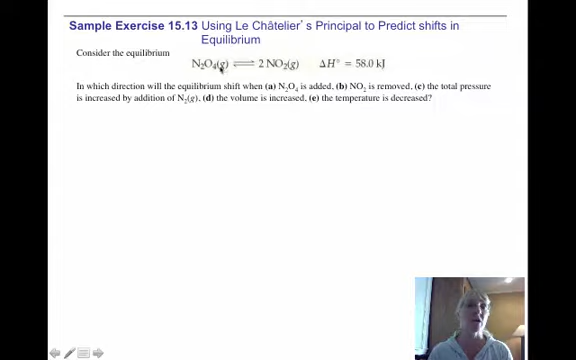 Sample Exercise 15.13 Using Le Châtelier's Principal to Predict shifts in
Equilibrium
Consider the equilibrium
N₂O₄(g) ⇌ 2 NO₂(g) ΔH° = 58.0 kJ
In which direction will the equilibrium shift when (a) N₂O₄ is added, (b) NO₂ is removed, (c) the total pressure
is increased by addition of N₂(g), (d) the volume is increased, (e) the temperature is decreased?